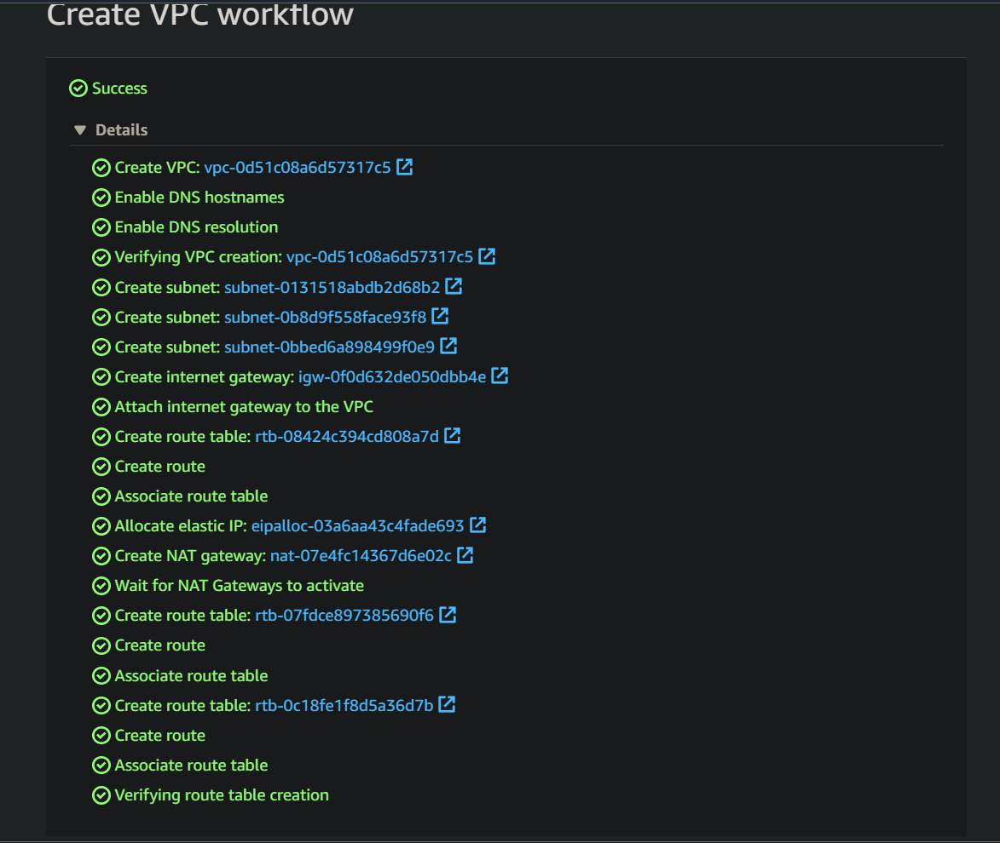 Create VPC workflow
Success
Details
Create VPC: vpc-0d51c08a6d57317c5
Enable DNS hostnames
Enable DNS resolution
Verifying VPC creation: vpc-0d51c08a6d57317c5
Create subnet: subnet-0131518abdb2d68b2
Create subnet: subnet-0b8d9f558face93f8
Create subnet: subnet-0bbed6a898499f0e9
Create internet gateway: igw-0f0d632de050dbb4e
Attach internet gateway to the VPC
Create route table: rtb-08424c394cd808a7d
Create route
Associate route table
Allocate elastic IP: eipalloc-03a6aa43c4fade693
Create NAT gateway: nat-07e4fc14367d6e02c
Wait for NAT Gateways to activate
Create route table: rtb-07fdce897385690f6
Create route
Associate route table
Create route table: rtb-0c18fe1f8d5a36d7b
Create route
Associate route table
Verifying route table creation